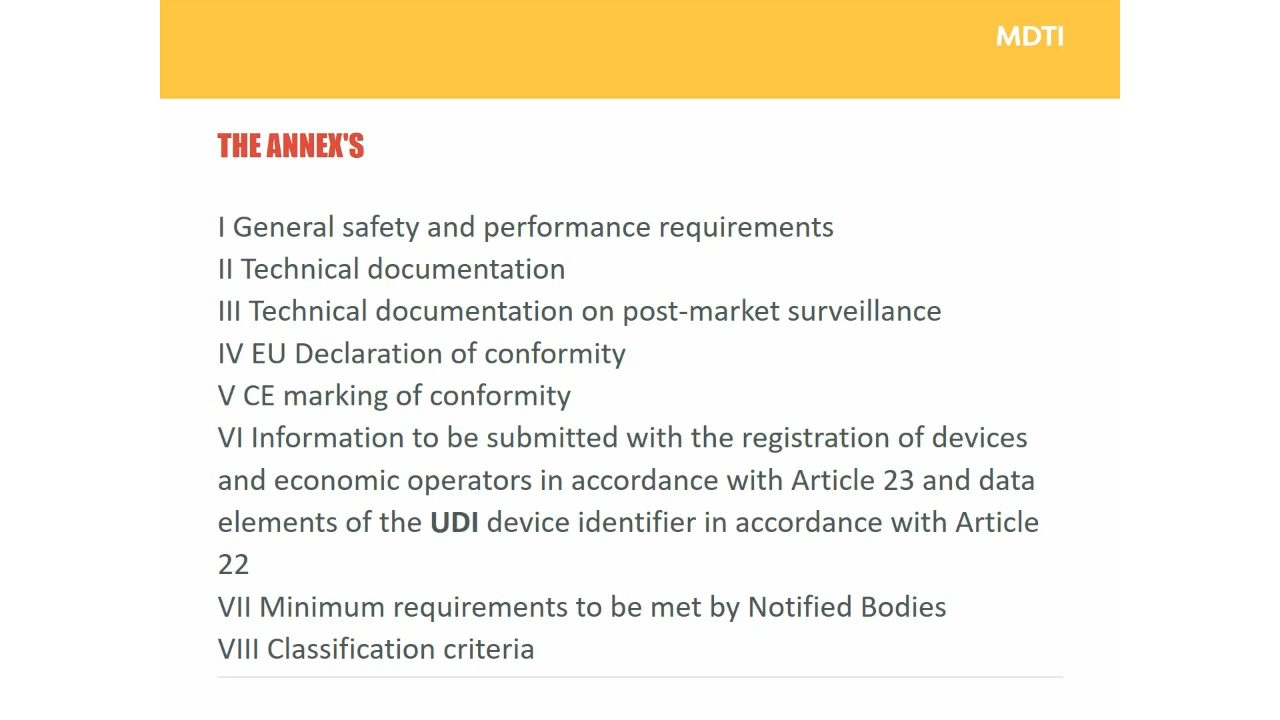 MDTI
THE ANNEX'S
I General safety and performance requirements
II Technical documentation
III Technical documentation on post-market surveillance
IV EU Declaration of conformity
V CE marking of conformity
VI Information to be submitted with the registration of devices
and economic operators in accordance with Article 23 and data
elements of the UDI device identifier in accordance with Article
22
VII Minimum requirements to be met by Notified Bodies
VIII Classification criteria